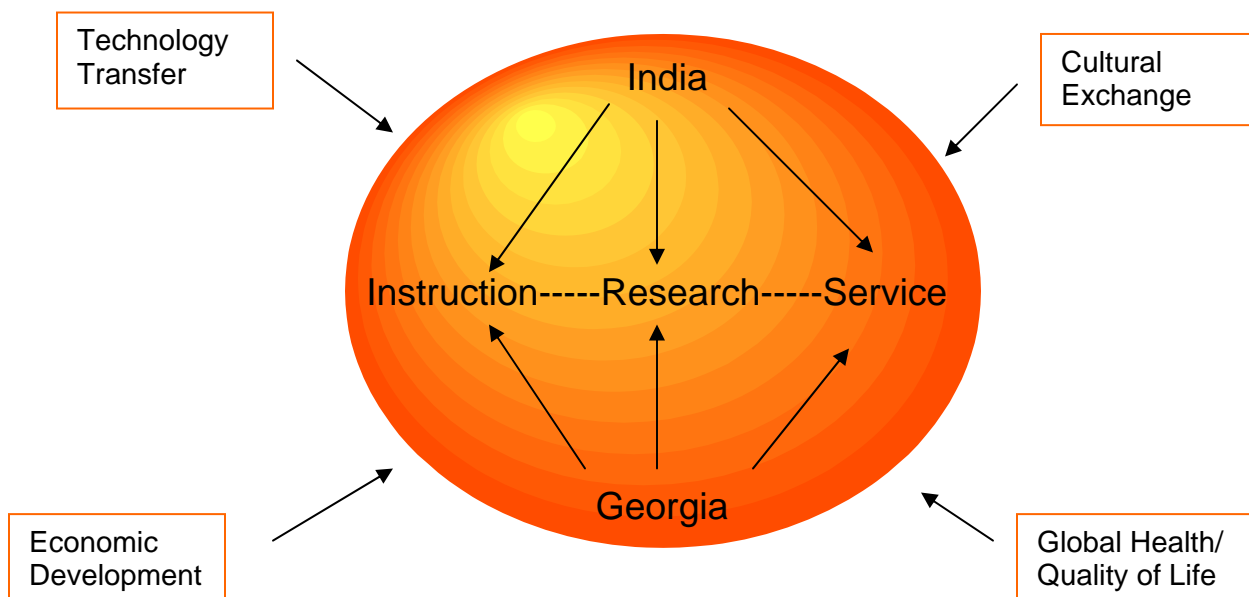 Technology
Transfer
India
Cultural
Exchange
Instruction-----Research-----Service
Georgia
Economic
Development
Global Health/
Quality of Life